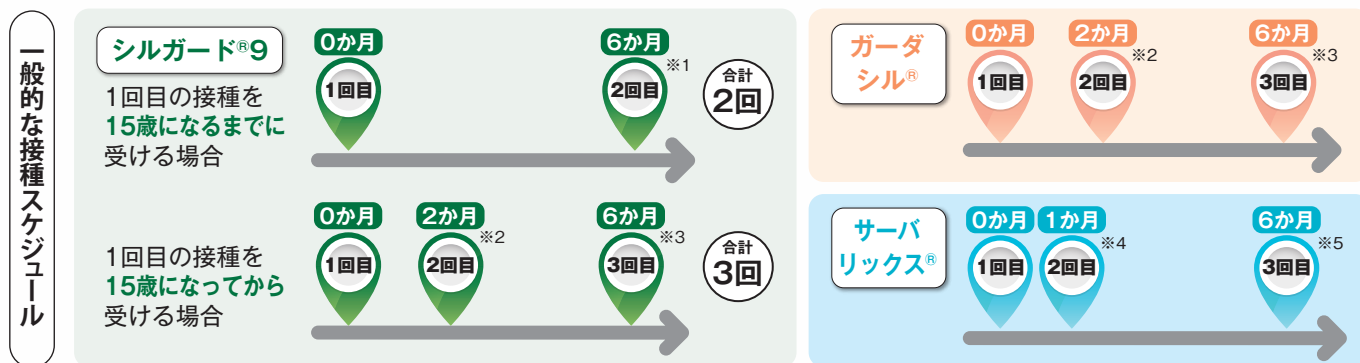 一般的な接種スケジュール
シルガード®9
1回目の接種を
15歳になるまでに
受ける場合
0か月
1回目
6か月
※1
2回目
合計
2回
1回目の接種を
15歳になってから
受ける場合
0か月
1回目
2か月
※2
2回目
6か月
※3
3回目
合計
3回
ガーダ
シル®
0か月
1回目
2か月
※2
2回目
6か月
※3
3回目
サーバ
リックス®
0か月
1回目
1か月
※4
2回目
6か月
※5
3回目